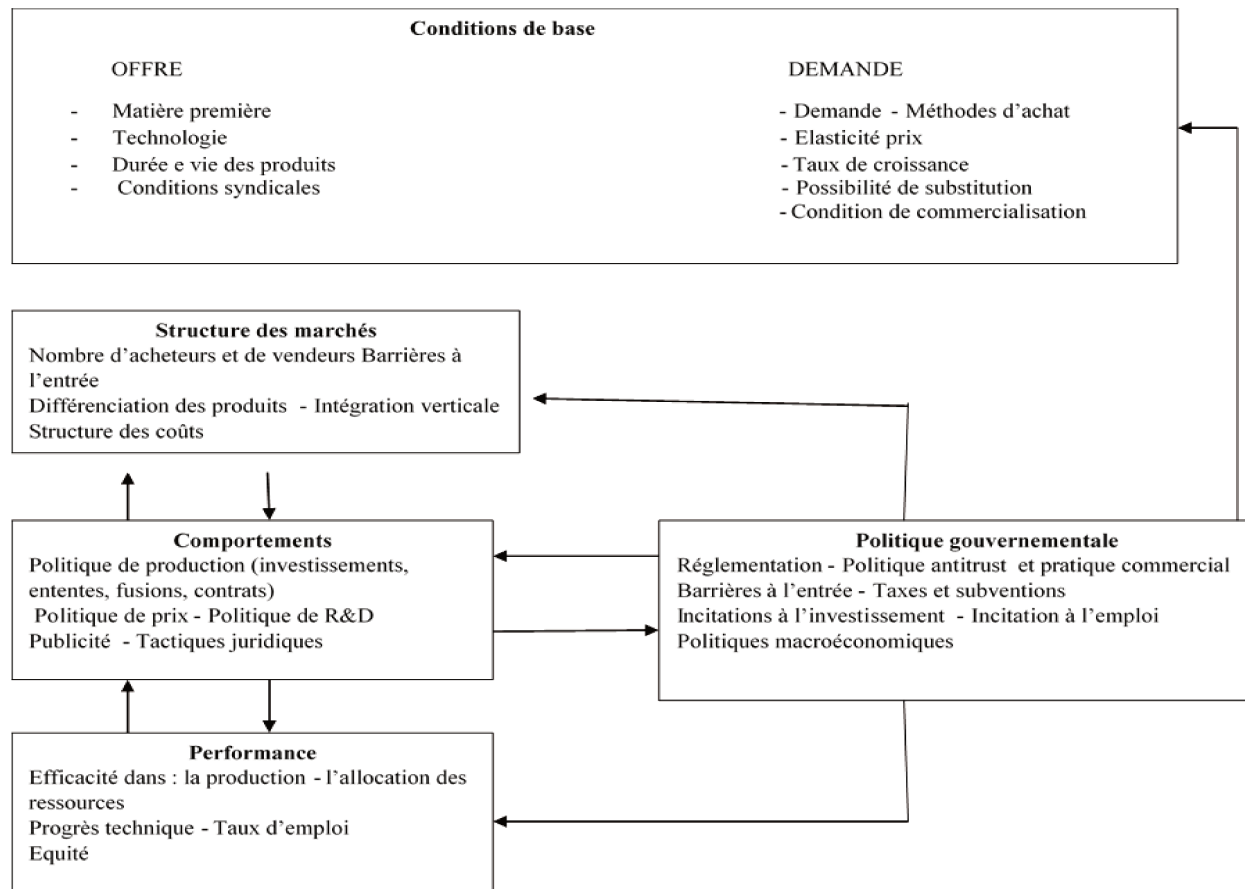 Conditions de base
OFFRE
- Matière première
- Technologie
- Durée e vie des produits
- Conditions syndicales
DEMANDE
- Demande - Méthodes d’achat
- Elasticité prix
- Taux de croissance
- Possibilité de substitution
- Condition de commercialisation
Structure des marchés
Nombre d’acheteurs et de vendeurs Barrières à
l’entrée
Différenciation des produits - Intégration verticale
Structure des coûts
Comportements
Politique de production (investissements,
ententes, fusions, contrats)
Politique de prix - Politique de R&D
Publicité - Tactiques juridiques
Politique gouvernementale
Réglementation - Politique antitrust et pratique commercial
Barrières à l’entrée - Taxes et subventions
Incitations à l’investissement - Incitation à l’emploi
Politiques macroéconomiques
Performance
Efficacité dans : la production - l’allocation des
ressources
Progrès technique - Taux d’emploi
Equité